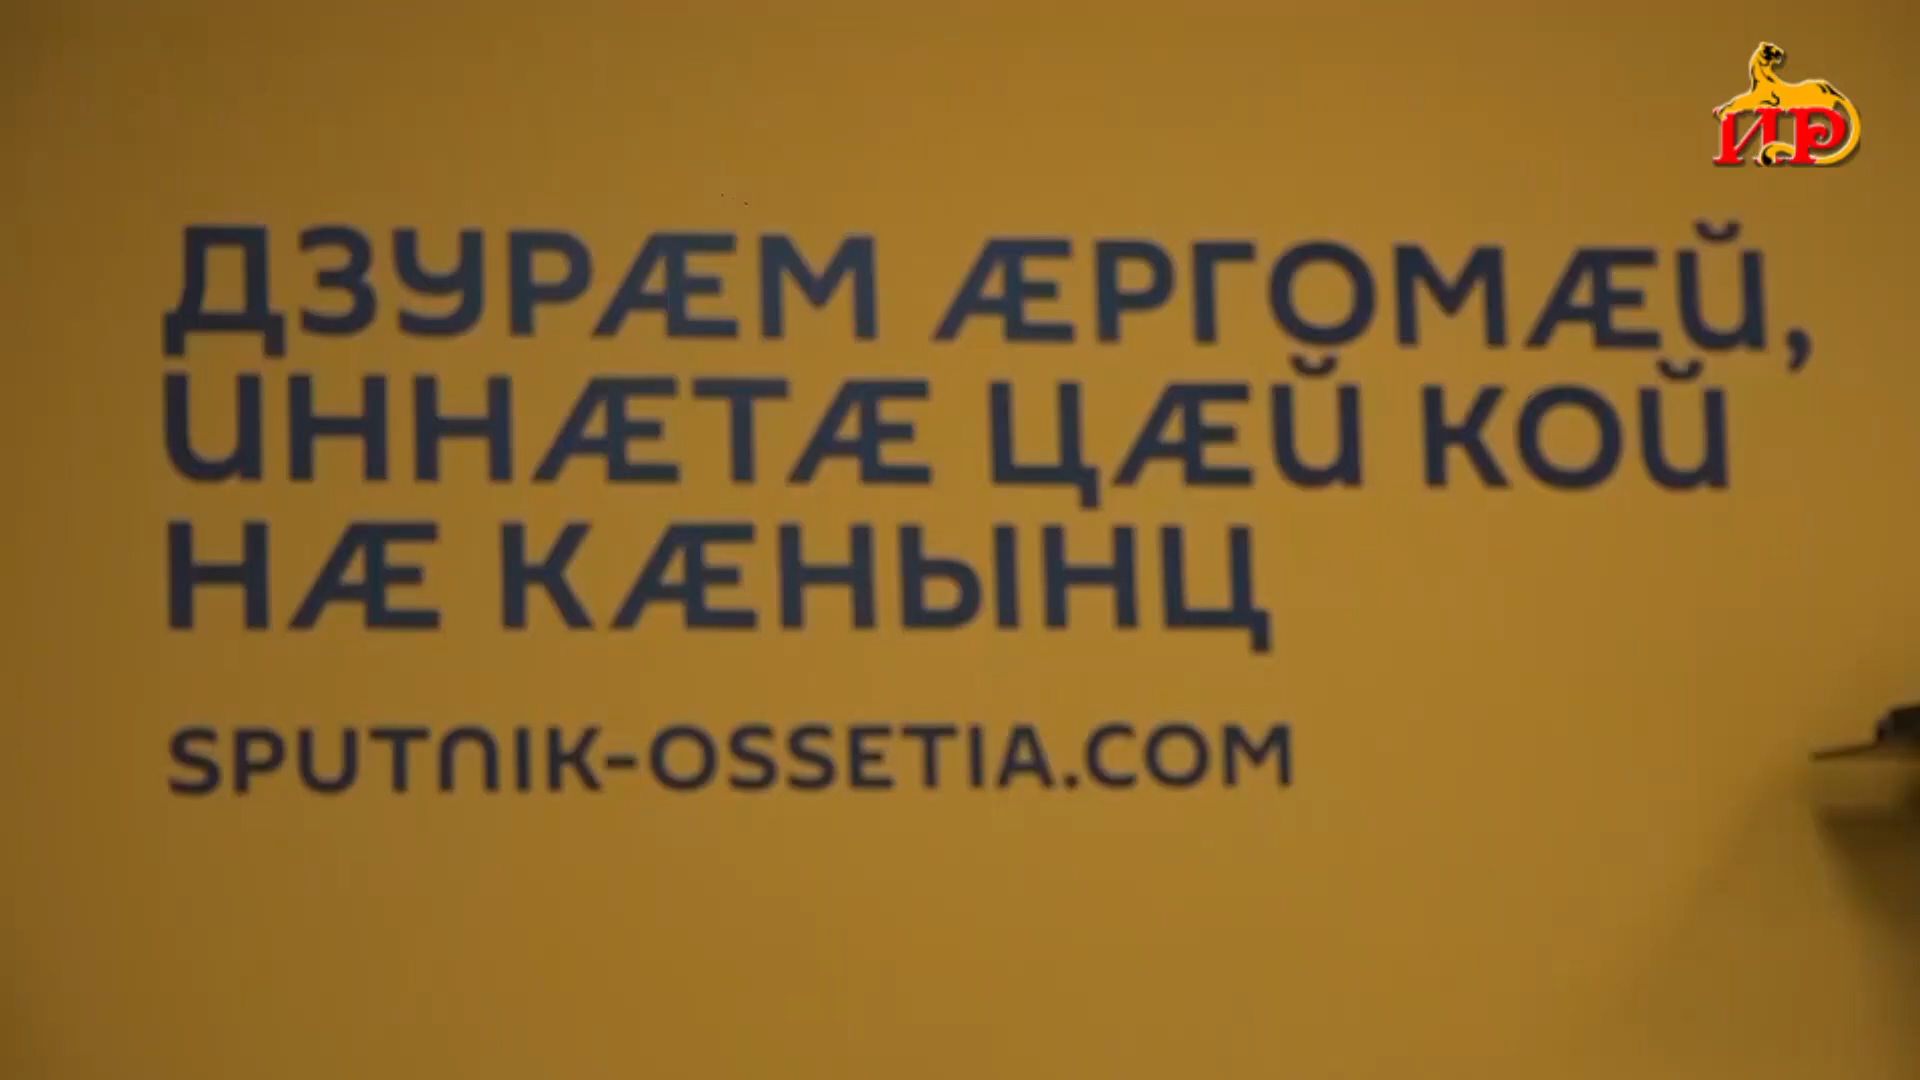 ИР
ДЗУРÆМ ÆРГОМÆЙ,
ИННÆТÆ ЦÆЙ КОЙ
НÆ КÆНЫНЦ
SPUTNIK-OSSETIA.COM